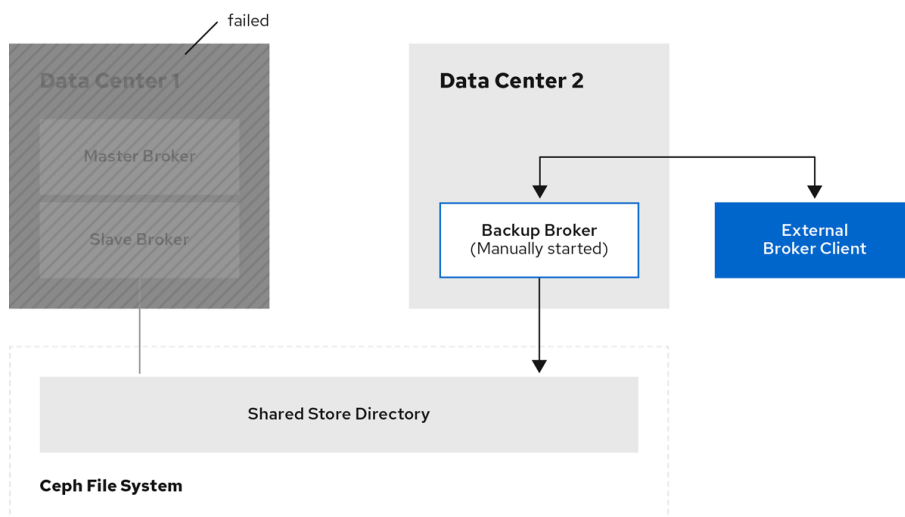 failed
Data Center 1
Master Broker
Slave Broker
Data Center 2
Backup Broker
(Manually started)
External
Broker Client
Shared Store Directory
Ceph File System